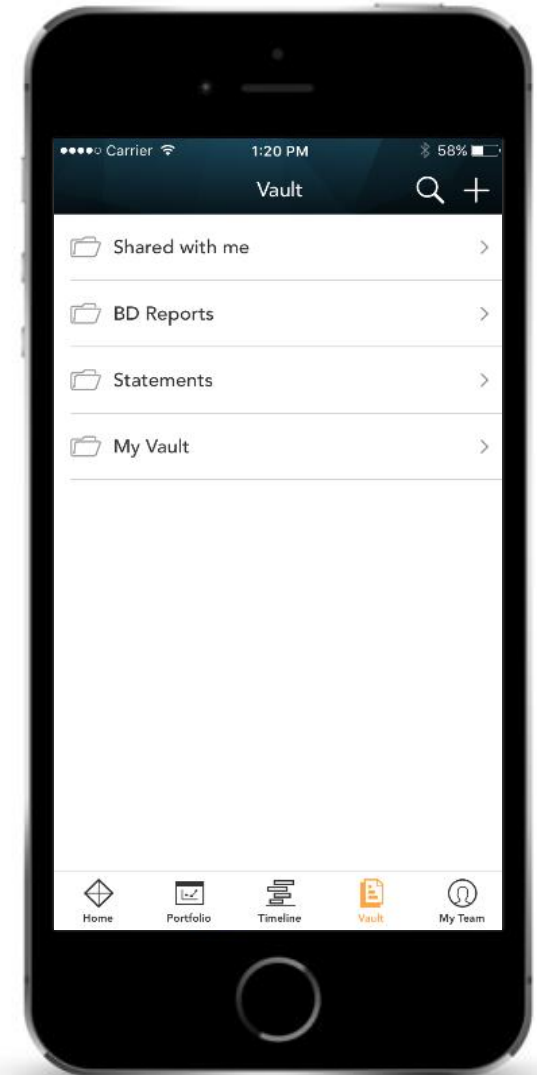 Carrier 1:20 PM 58%
Vault
Shared with me
BD Reports
Statements
My Vault
Home Portfolio Timeline Vault My Team